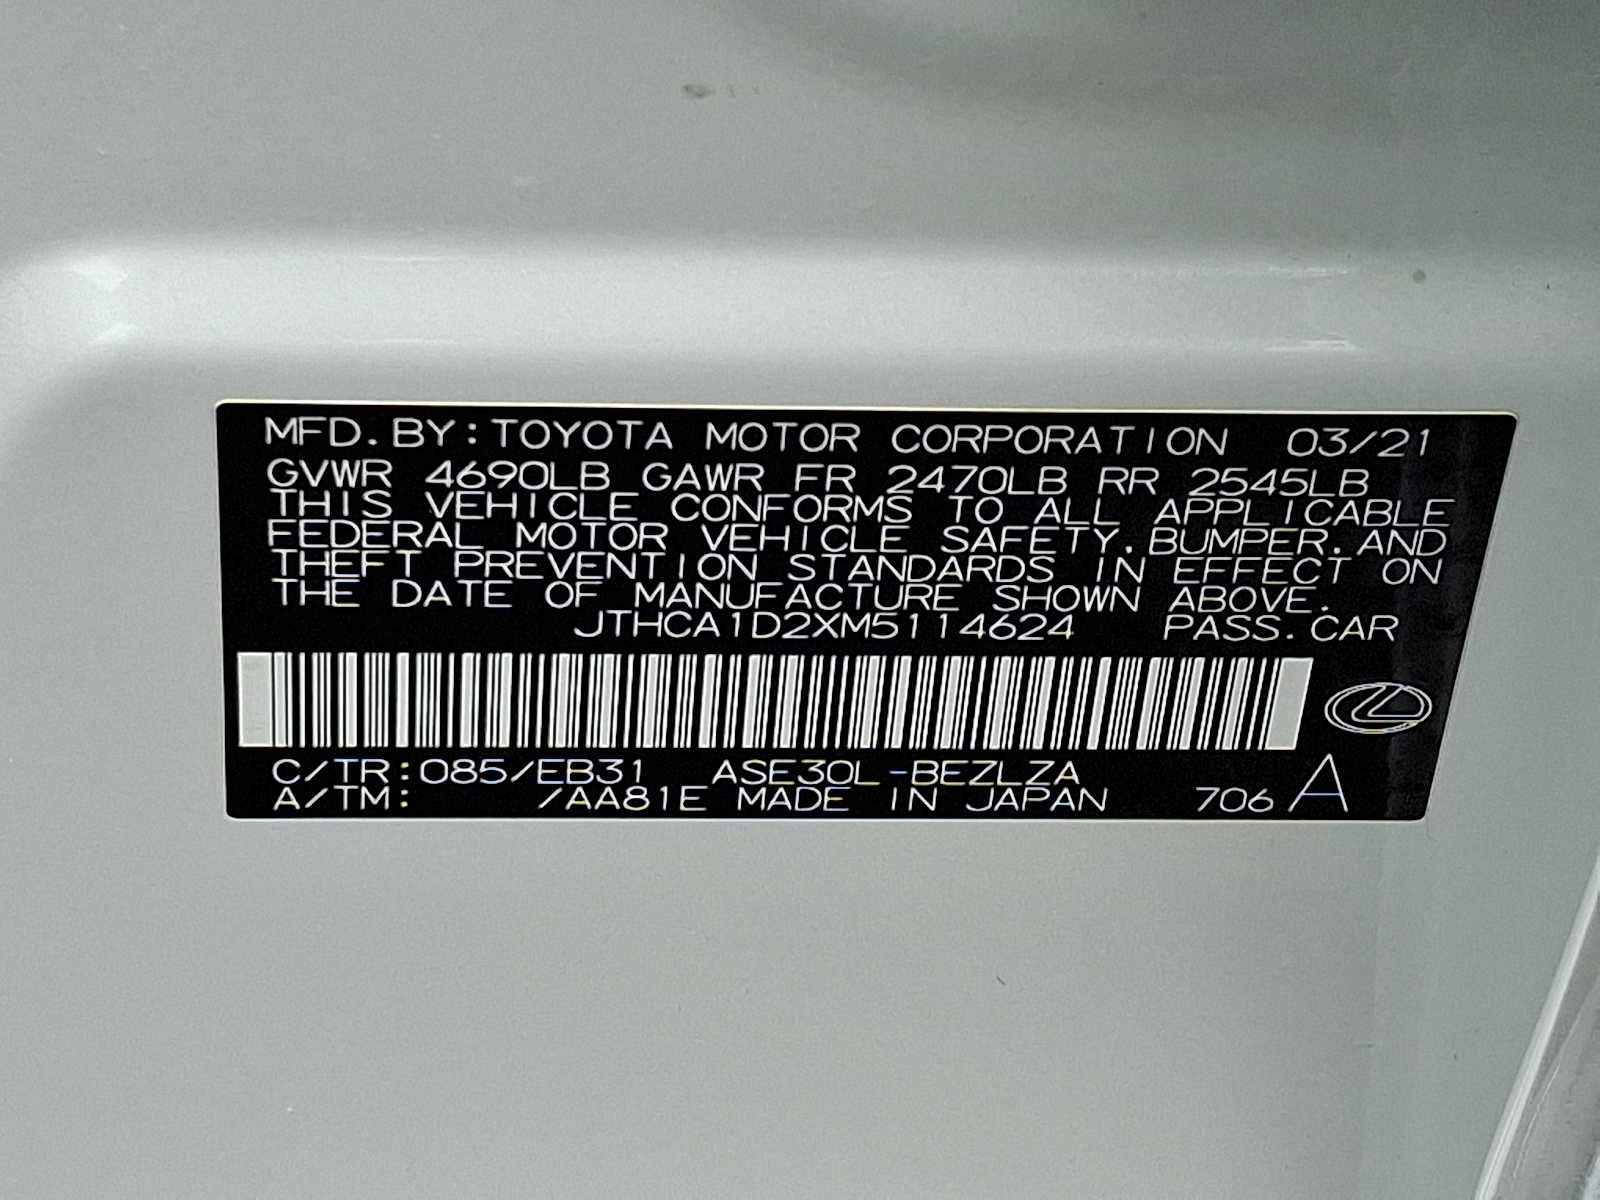 MFD. BY: TOYOTA MOTOR CORPORATION 03/21
GVWR 4690LB GAWR FR 2470LB RR 2545LB
THIS VEHICLE CONFORMS TO ALL APPLICABLE
FEDERAL MOTOR VEHICLE SAFETY, BUMPER, AND
THEFT PREVENTION STANDARDS IN EFFECT ON
THE DATE OF MANUFACTURE SHOWN ABOVE.
JTHCA1D2XM5114624 PASS. CAR
C/TR: 085/EB31 ASE30L-BEZLZA
A/TM: /AA81E MADE IN JAPAN 706 A